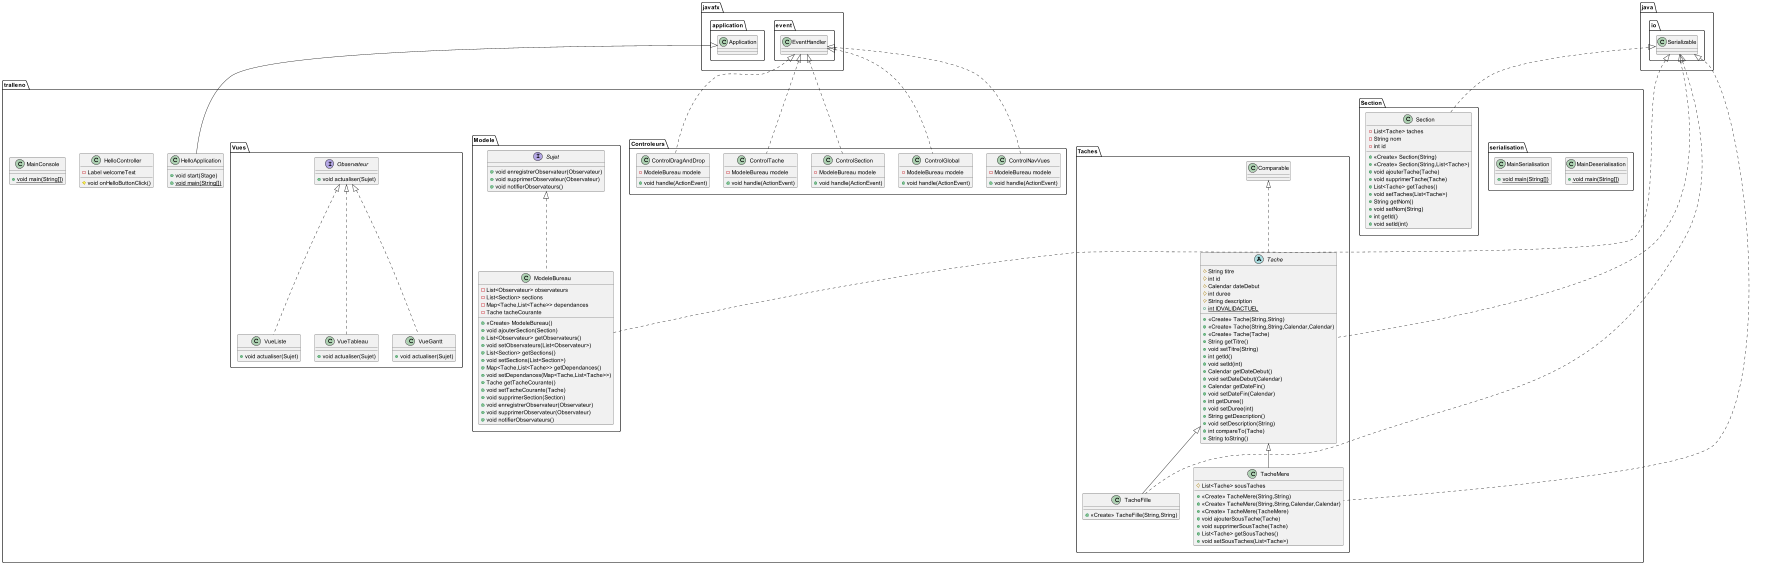 javafx
application
Application
event
EventHandler
java
io
Serializable
tralleno
MainConsole
void main(String[])
HelloController
Label welcomeText
void onHelloButtonClick()
HelloApplication
void start(Stage)
void main(String[])
Vues
Observateur
void actualiser(Sujet)
VueListe
void actualiser(Sujet)
VueTableau
void actualiser(Sujet)
VueGantt
void actualiser(Sujet)
Modele
Sujet
void enregistrerObservateur(Observateur)
void supprimerObservateur(Observateur)
void notifierObservateurs()
ModeleBureau
List<Observateur> observateurs
List<Section> sections
Map<Tache,List<Tache>> dependances
Tache tacheCourante
«Create» ModeleBureau()
void ajouterSection(Section)
List<Observateur> getObservateurs()
void setObservateurs(List<Observateur>)
List<Section> getSections()
void setSections(List<Section>)
Map<Tache,List<Tache>> getDependances()
void setDependances(Map<Tache,List<Tache>>)
Tache getTacheCourante()
void setTacheCourante(Tache)
void supprimerSection(Section)
void enregistrerObservateur(Observateur)
void supprimerObservateur(Observateur)
void notifierObservateurs()
Controleurs
ControlDragAndDrop
ModeleBureau modele
void handle(ActionEvent)
ControlTache
ModeleBureau modele
void handle(ActionEvent)
ControlSection
ModeleBureau modele
void handle(ActionEvent)
ControlGlobal
ModeleBureau modele
void handle(ActionEvent)
ControlNavVues
ModeleBureau modele
void handle(ActionEvent)
Taches
Comparable
Tache
String titre
int id
Calendar dateDebut
int duree
String description
int IDVALIDACTUEL
«Create» Tache(String,String)
«Create» Tache(String,String,Calendar,Calendar)
«Create» Tache(Tache)
String getTitre()
void setTitre(String)
int getId()
void setId(int)
Calendar getDateDebut()
void setDateDebut(Calendar)
Calendar getDateFin()
void setDateFin(Calendar)
int getDuree()
void setDuree(int)
String getDescription()
void setDescription(String)
int compareTo(Tache)
String toString()
TacheFille
«Create» TacheFille(String,String)
TacheMere
List<Tache> sousTaches
«Create» TacheMere(String,String)
«Create» TacheMere(String,String,Calendar,Calendar)
«Create» TacheMere(TacheMere)
void ajouterSousTache(Tache)
void supprimerSousTache(Tache)
List<Tache> getSousTaches()
void setSousTaches(List<Tache>)
Section
Section
List<Tache> taches
String nom
int id
«Create» Section(String)
«Create» Section(String,List<Tache>)
void ajouterTache(Tache)
void supprimerTache(Tache)
List<Tache> getTaches()
void setTaches(List<Tache>)
String getNom()
void setNom(String)
int getId()
void setId(int)
serialisation
MainSerialisation
void main(String[])
MainDeserialisation
void main(String[])